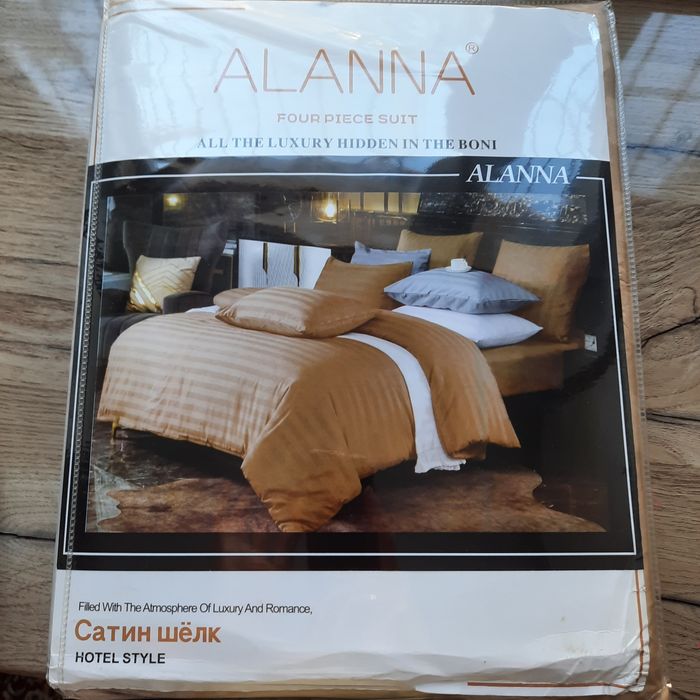 ALANNA®
FOUR PIECE SUIT
ALL THE LUXURY HIDDEN IN THE BONI
ALANNA
Filled With The Atmosphere Of Luxury And Romance,
Сатин шёлк
HOTEL STYLE